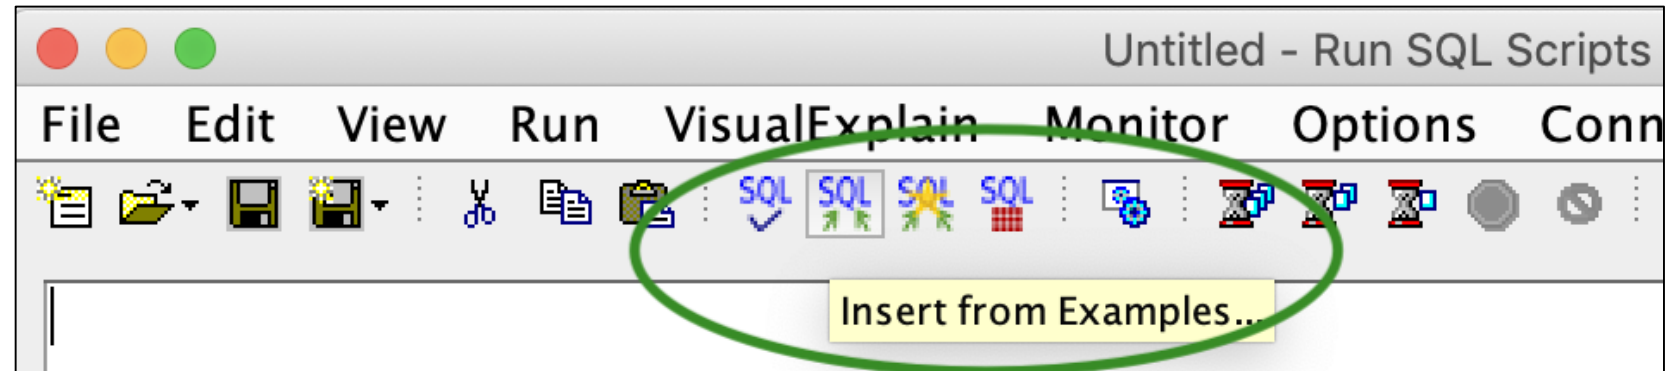 Untitled - Run SQL Scripts
File Edit View Run VisualExplain Monitor Options Conn
SQL SQL SQL SQL
Insert from Examples...